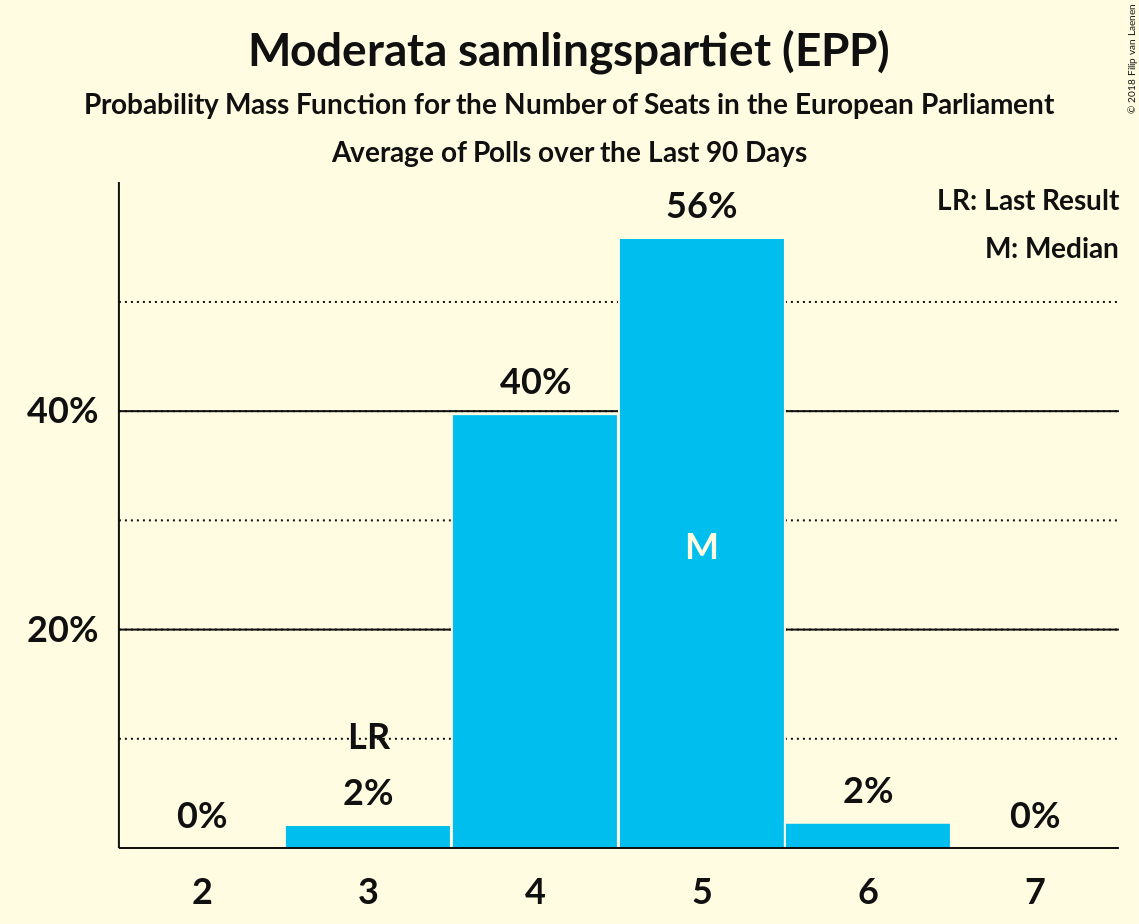 Moderata samlingspartiet (EPP)
Probability Mass Function for the Number of Seats in the European Parliament
Average of Polls over the Last 90 Days
© 2018 Filip van Laenen
LR: Last Result
M: Median
56%
40%
40%
M
20%
LR
2%
2%
0%
0%
2 3 4 5 6 7